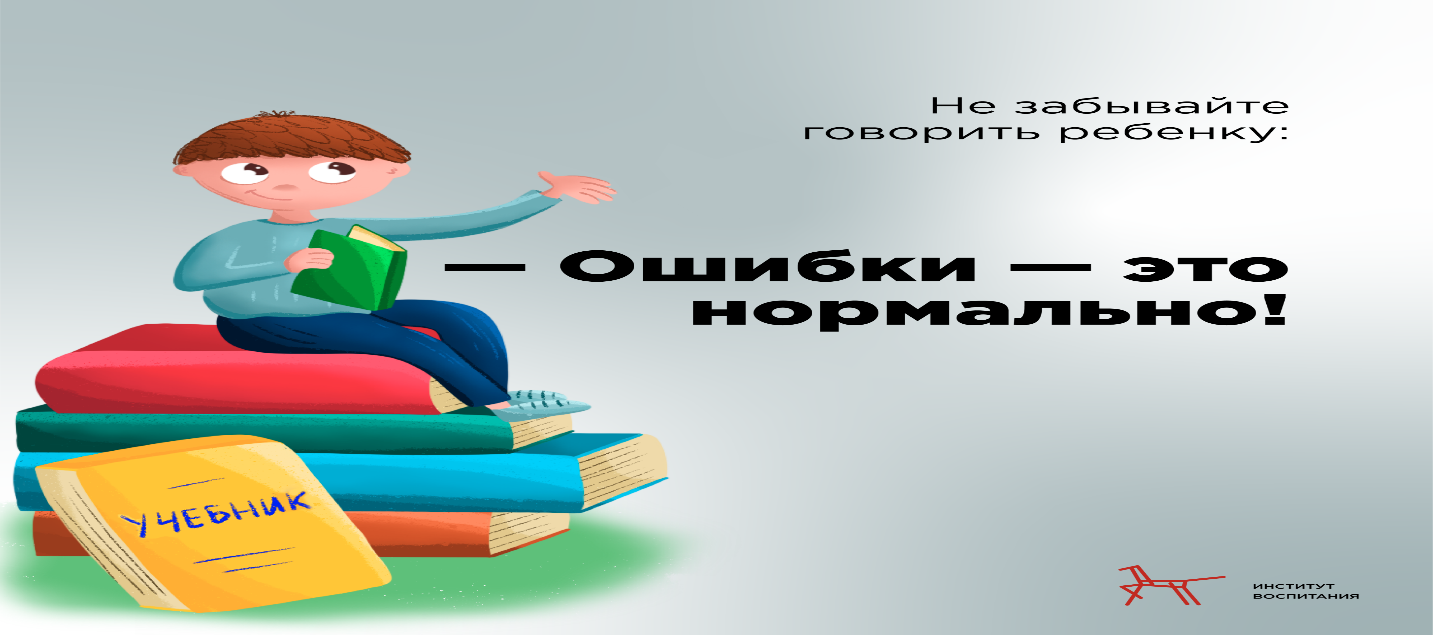 Не забывайте
говорить ребенку:
— Ошибки — это
нормально!
УЧЕБНИК
ИНСТИТУТ
ВОСПИТАНИЯ